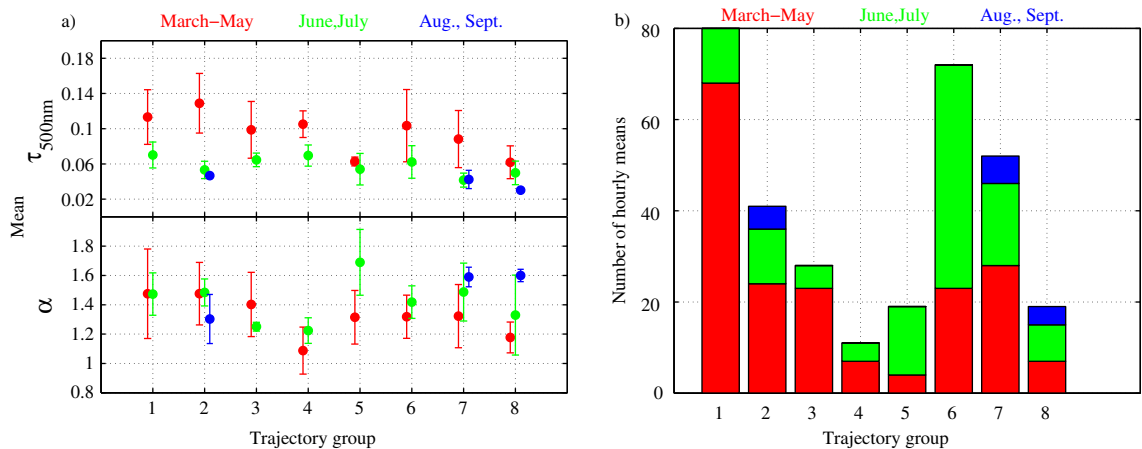 a)
March−May
June,July
Aug., Sept.
0.18
0.14
0.1
0.06
0.02
τ500nm
Mean
1.8
1.6
1.4
1.2
1
0.8
α
1 2 3 4 5 6 7 8
Trajectory group
b)
March−May
June,July
Aug., Sept.
80
60
40
20
0
Number of hourly means
1 2 3 4 5 6 7 8
Trajectory group